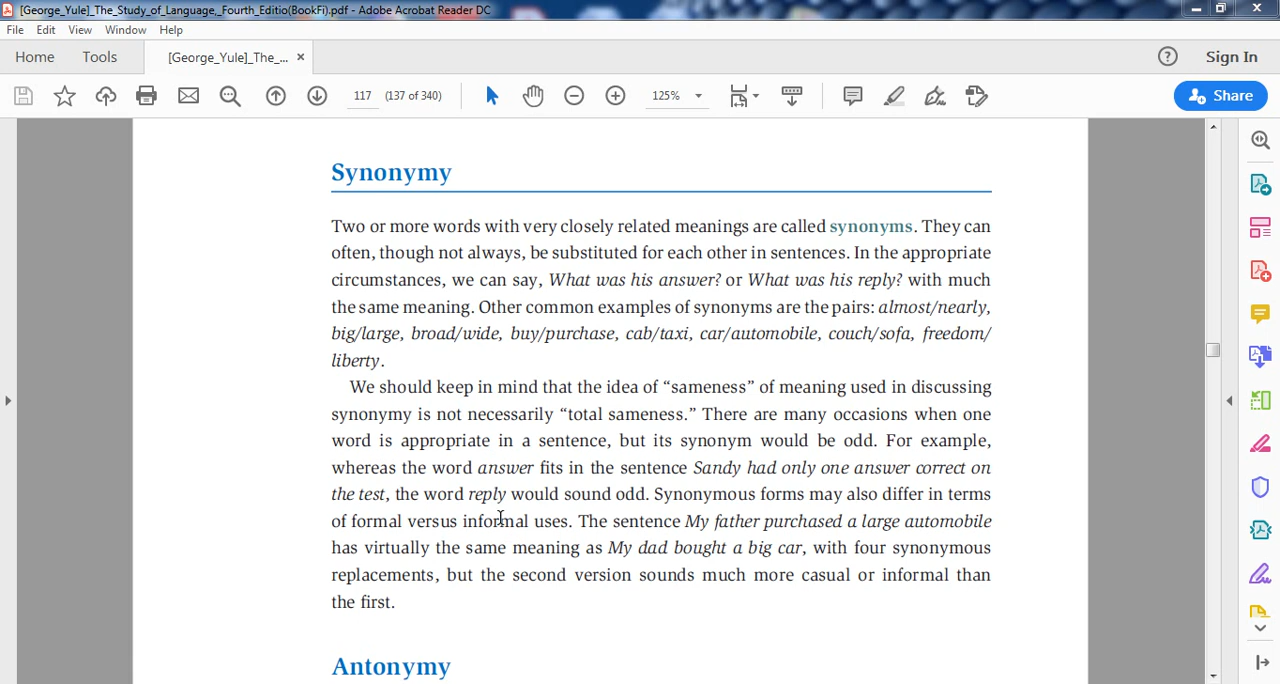 [George_Yule]_The_Study_of_Language,_Fourth_Editio(BookFi).pdf - Adobe Acrobat Reader DC
File Edit View Window Help
Home Tools [George_Yule]_The_... × ? Sign In
117 (137 of 340) 125% Share
Synonymy
Two or more words with very closely related meanings are called synonyms. They can
often, though not always, be substituted for each other in sentences. In the appropriate
circumstances, we can say, What was his answer? or What was his reply? with much
the same meaning. Other common examples of synonyms are the pairs: almost/nearly,
big/large, broad/wide, buy/purchase, cab/taxi, car/automobile, couch/sofa, freedom/
liberty.
We should keep in mind that the idea of “sameness” of meaning used in discussing
synonymy is not necessarily “total sameness.” There are many occasions when one
word is appropriate in a sentence, but its synonym would be odd. For example,
whereas the word answer fits in the sentence Sandy had only one answer correct on
the test, the word reply would sound odd. Synonymous forms may also differ in terms
of formal versus informal uses. The sentence My father purchased a large automobile
has virtually the same meaning as My dad bought a big car, with four synonymous
replacements, but the second version sounds much more casual or informal than
the first.
Antonymy